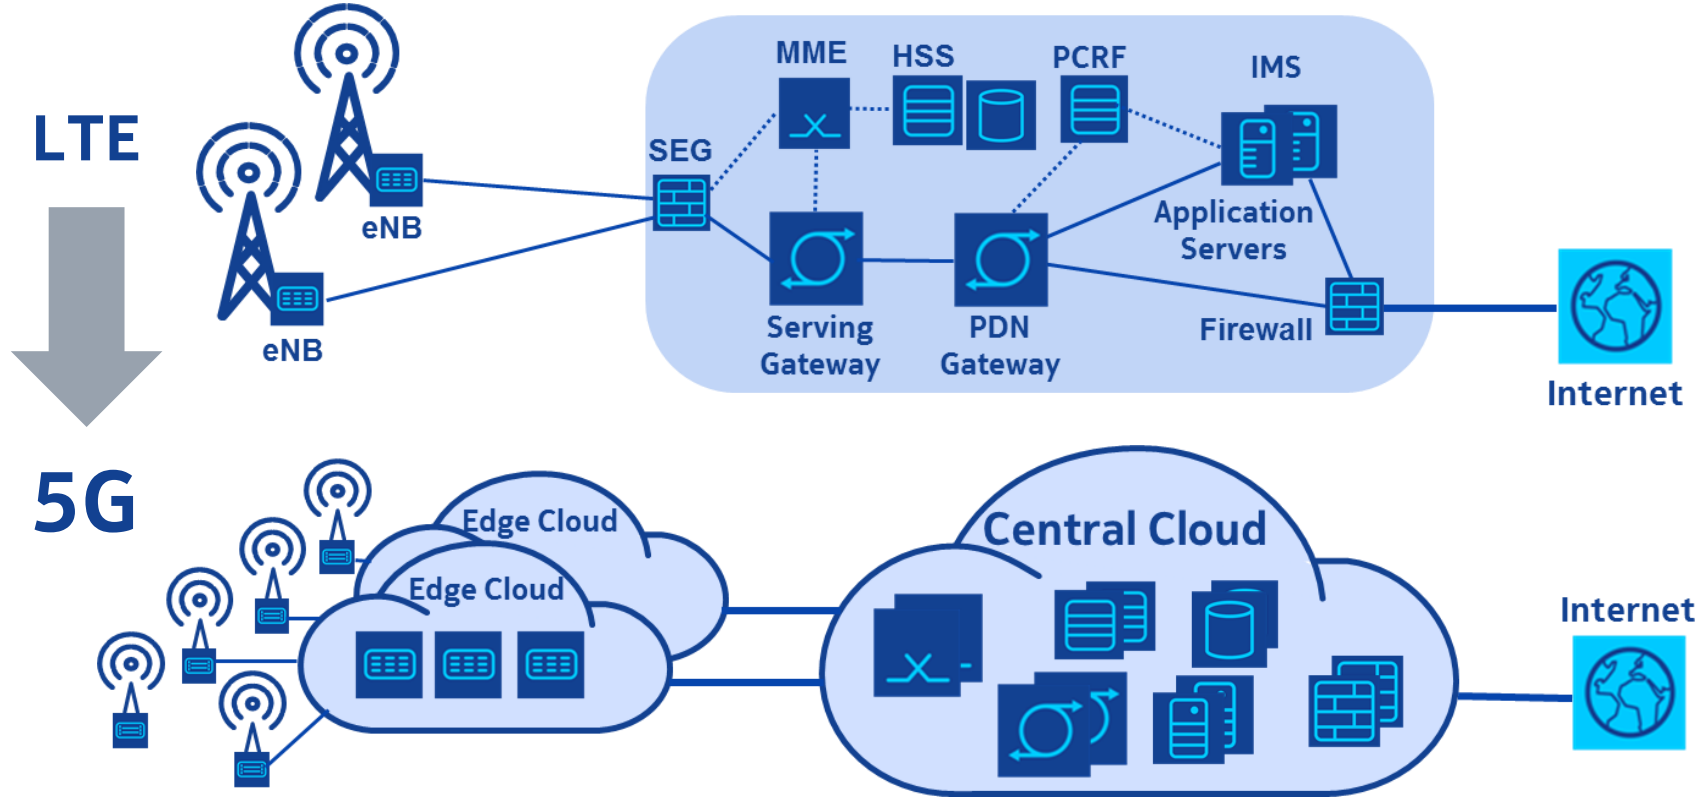 LTE
eNB
eNB
SEG
MME
HSS
PCRF
IMS
Application
Servers
Serving
Gateway
PDN
Gateway
Firewall
Internet
5G
Edge Cloud
Edge Cloud
Central Cloud
Internet